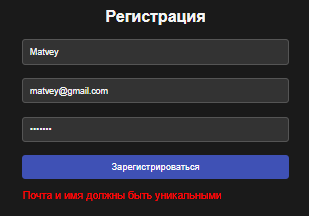 Регистрация
Matvey
matvey@gmail.com
•••••••
Зарегистрироваться
Почта и имя должны быть уникальными